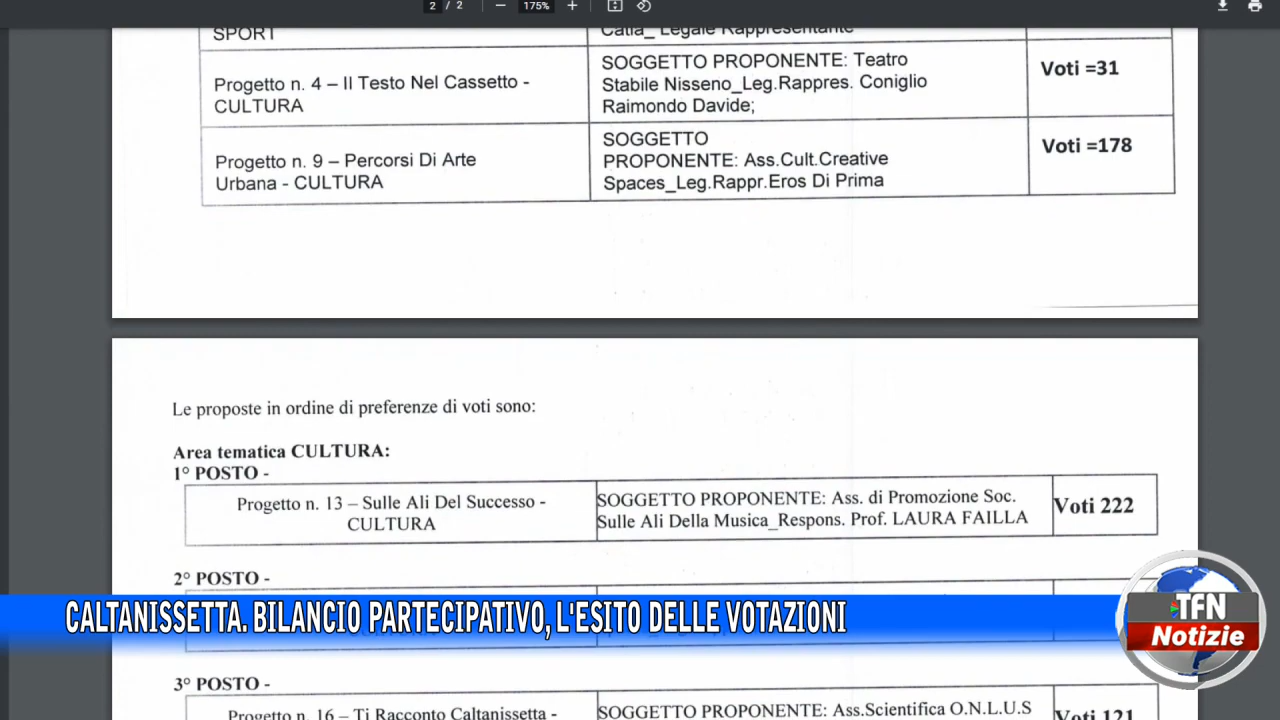 2 / 2
175%
SPORT
Catia_ Legale Rappresentante
Progetto n. 4 – Il Testo Nel Cassetto -
CULTURA
SOGGETTO PROPONENTE: Teatro
Stabile Nisseno_Leg.Rappres. Coniglio
Raimondo Davide;
Voti =31
Progetto n. 9 – Percorsi Di Arte
Urbana - CULTURA
SOGGETTO
PROPONENTE: Ass.Cult.Creative
Spaces_Leg.Rappr.Eros Di Prima
Voti =178
Le proposte in ordine di preferenze di voti sono:
Area tematica CULTURA:
1° POSTO -
Progetto n. 13 – Sulle Ali Del Successo -
CULTURA
SOGGETTO PROPONENTE: Ass. di Promozione Soc.
Sulle Ali Della Musica_Respons. Prof. LAURA FAILLA
Voti 222
2° POSTO -
CALTANISSETTA. BILANCIO PARTECIPATIVO, L'ESITO DELLE VOTAZIONI
TFN
Notizie
3° POSTO -
Progetto n. 16 – Ti Racconto Caltanissetta -
SOGGETTO PROPONENTE: Ass.Scientifica O.N.L.U.S
Voti 121